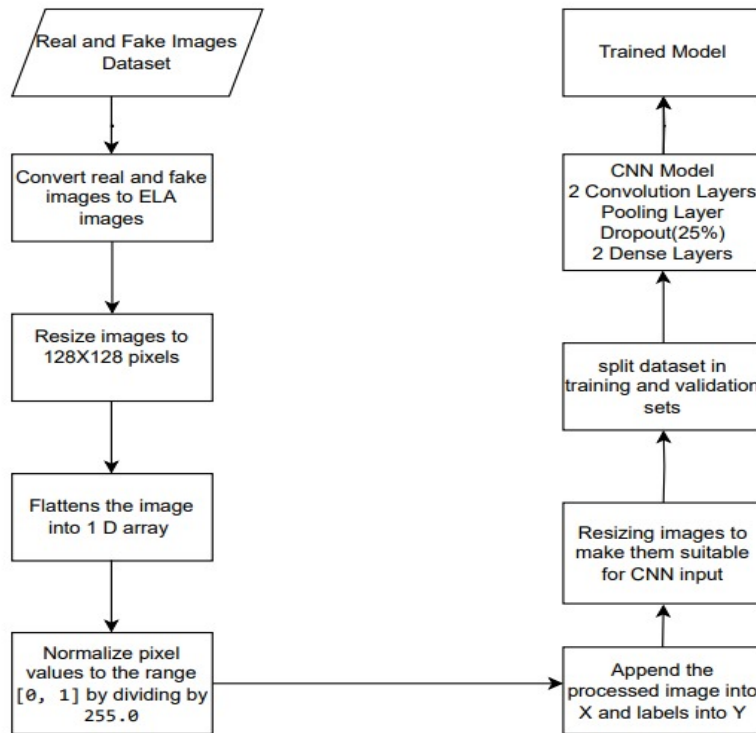 Real and Fake Images
Dataset
Convert real and fake
images to ELA
images
Resize images to
128X128 pixels
Flattens the image
into 1 D array
Normalize pixel
values to the range
[0, 1] by dividing by
255.0
Append the
processed image into
X and labels into Y
Resizing images to
make them suitable
for CNN input
split dataset in
training and validation
sets
CNN Model
2 Convolution Layers
Pooling Layer
Dropout(25%)
2 Dense Layers
Trained Model